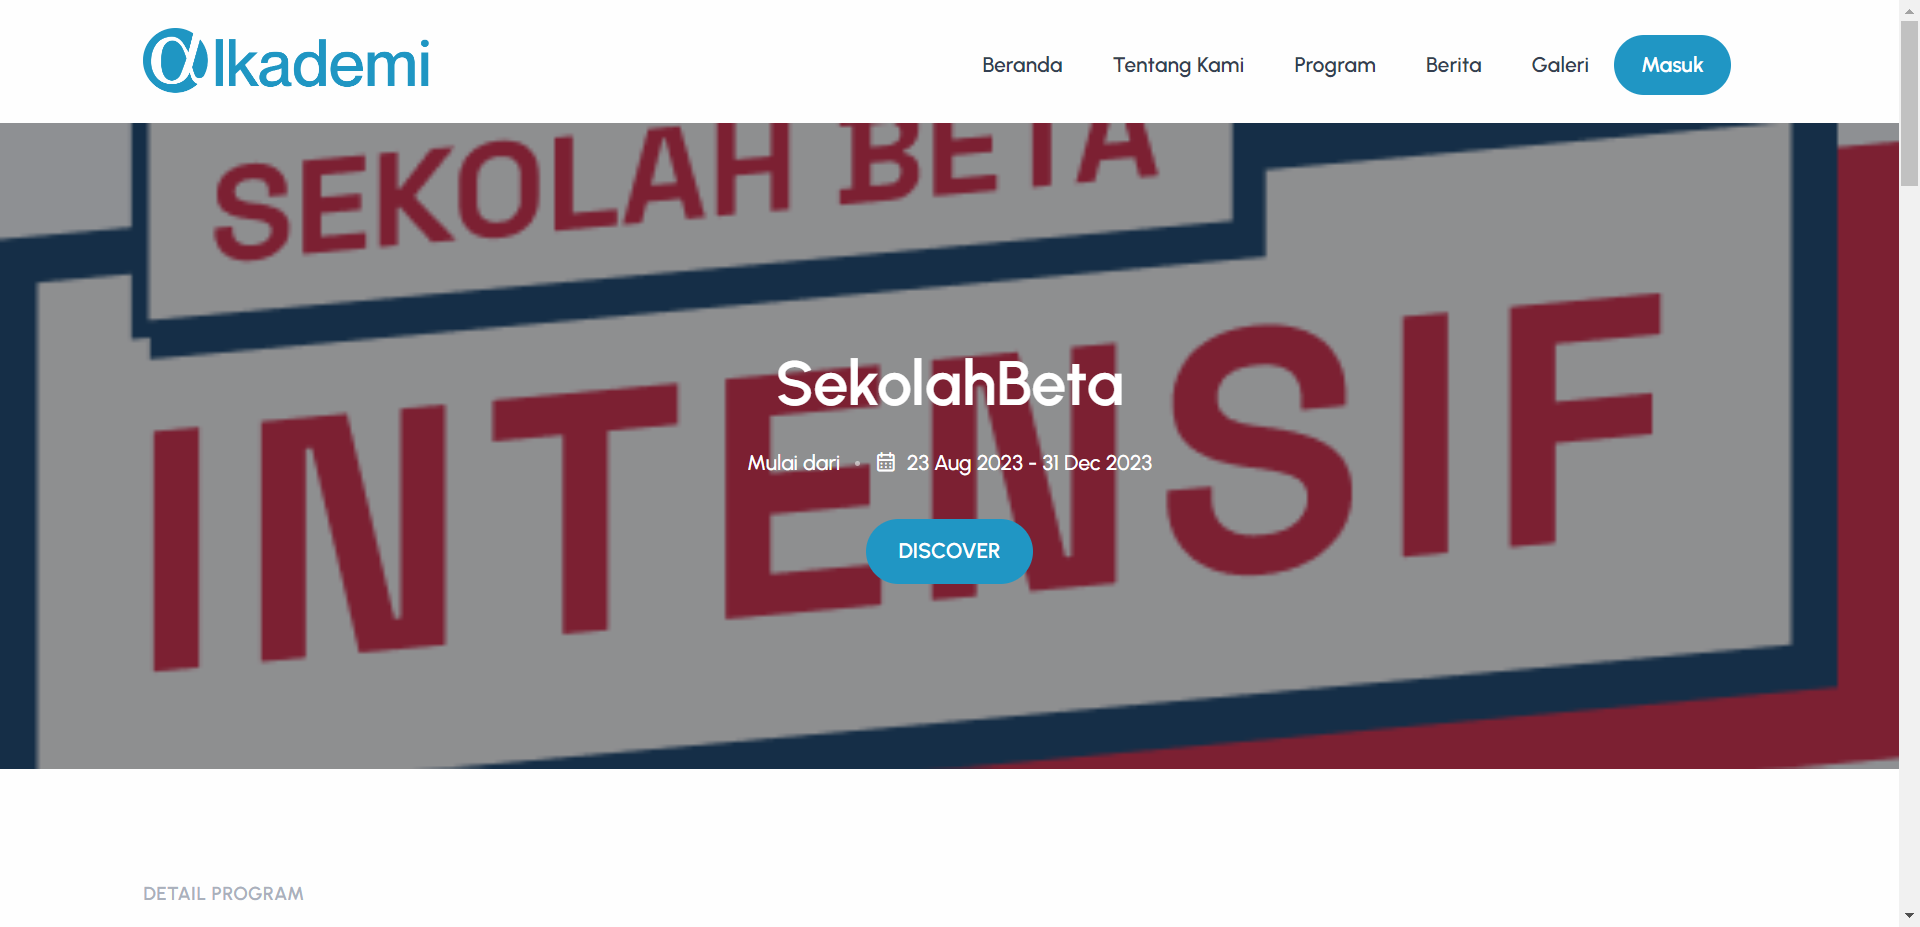 @lkademi
Beranda
Tentang Kami
Program
Berita
Galeri
Masuk
SEKOLAH BETA
INTENSIF
SekolahBeta
Mulai dari • 23 Aug 2023 - 31 Dec 2023
DISCOVER
DETAIL PROGRAM